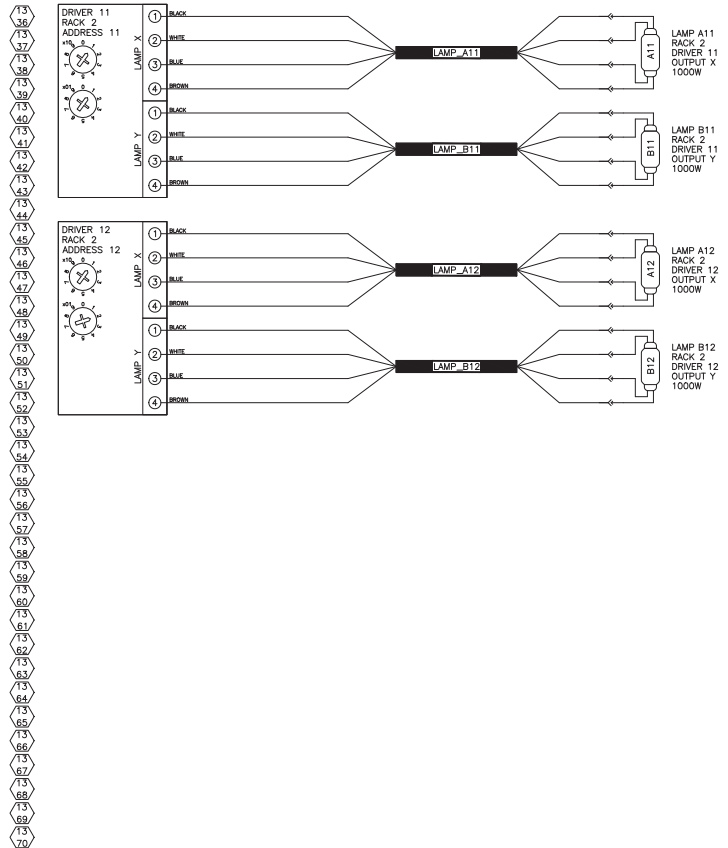 13
36
13
37
13
38
13
39
13
40
13
41
13
42
13
43
13
44
13
45
13
46
13
47
13
48
13
49
13
50
13
51
13
52
13
53
13
54
13
55
13
56
13
57
13
58
13
59
13
60
13
61
13
62
13
63
13
64
13
65
13
66
13
67
13
68
13
69
13
70
DRIVER 11
RACK 2
ADDRESS 11
x10
0
x01
0
LAMP X
1 BLACK
2 WHITE
3 BLUE
4 BROWN
LAMP Y
1 BLACK
2 WHITE
3 BLUE
4 BROWN
LAMP_A11
LAMP_B11
A11
LAMP A11
RACK 2
DRIVER 11
OUTPUT X
1000W
B11
LAMP B11
RACK 2
DRIVER 11
OUTPUT Y
1000W
DRIVER 12
RACK 2
ADDRESS 12
x10
0
x01
0
LAMP X
1 BLACK
2 WHITE
3 BLUE
4 BROWN
LAMP Y
1 BLACK
2 WHITE
3 BLUE
4 BROWN
LAMP_A12
LAMP_B12
A12
LAMP A12
RACK 2
DRIVER 12
OUTPUT X
1000W
B12
LAMP B12
RACK 2
DRIVER 12
OUTPUT Y
1000W